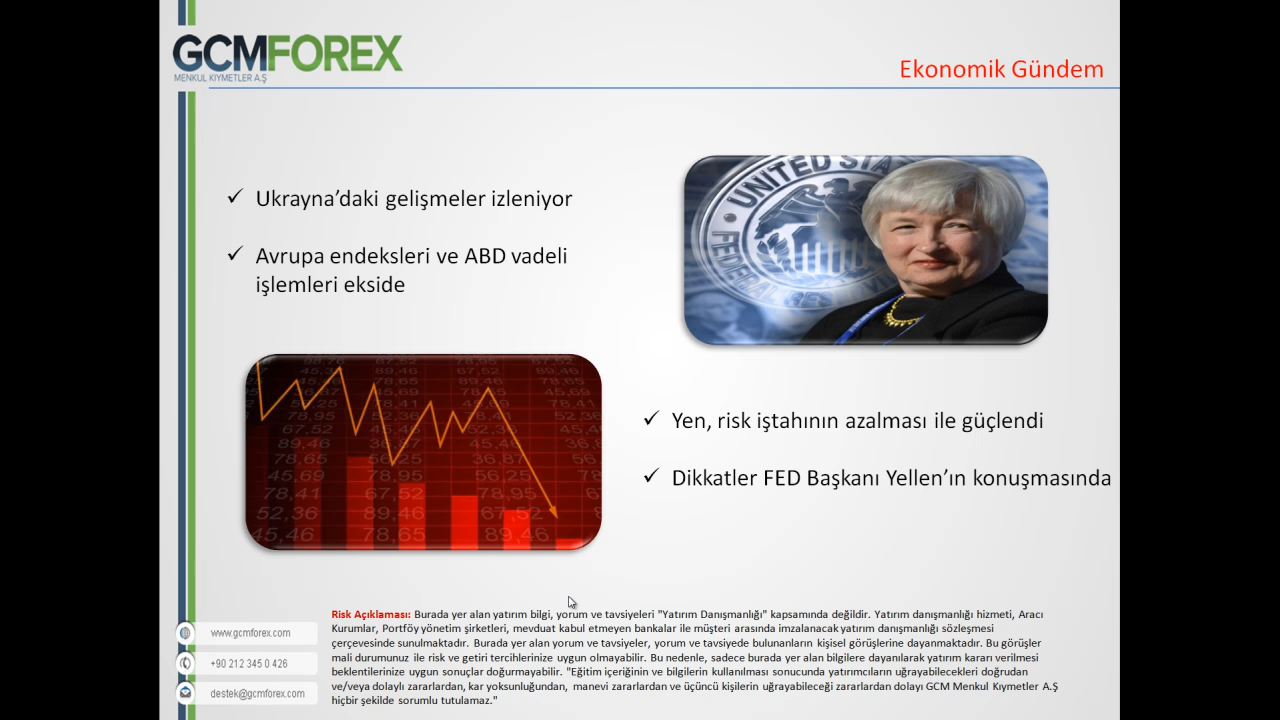 GCMFOREX
MENKUL KIYMETLER A.Ş
Ekonomik Gündem
UNITED STA
FEDERAL RESERVE
✓ Ukrayna’daki gelişmeler izleniyor
✓ Avrupa endeksleri ve ABD vadeli
işlemleri ekside
✓ Yen, risk iştahının azalması ile güçlendi
✓ Dikkatler FED Başkanı Yellen’ın konuşmasında
www.gcmforex.com
+90 212 345 0 426
destek@gcmforex.com
Risk Açıklaması: Burada yer alan yatırım bilgi, yorum ve tavsiyeleri "Yatırım Danışmanlığı" kapsamında değildir. Yatırım danışmanlığı hizmeti, Aracı
Kurumlar, Portföy yönetim şirketleri, mevduat kabul etmeyen bankalar ile müşteri arasında imzalanacak yatırım danışmanlığı sözleşmesi
çerçevesinde sunulmaktadır. Burada yer alan yorum ve tavsiyeler, yorum ve tavsiyede bulunanların kişisel görüşlerine dayanmaktadır. Bu görüşler
mali durumunuz ile risk ve getiri tercihlerinize uygun olmayabilir. Bu nedenle, sadece burada yer alan bilgilere dayanılarak yatırım kararı verilmesi
beklentilerinize uygun sonuçlar doğurmayabilir. "Eğitim içeriğinin ve bilgilerin kullanılması sonucunda yatırımcıların uğrayabilecekleri doğrudan
ve/veya dolaylı zararlardan, kar yoksunluğundan, manevi zararlardan ve üçüncü kişilerin uğrayabileceği zararlardan dolayı GCM Menkul Kıymetler A.Ş
hiçbir şekilde sorumlu tutulamaz."